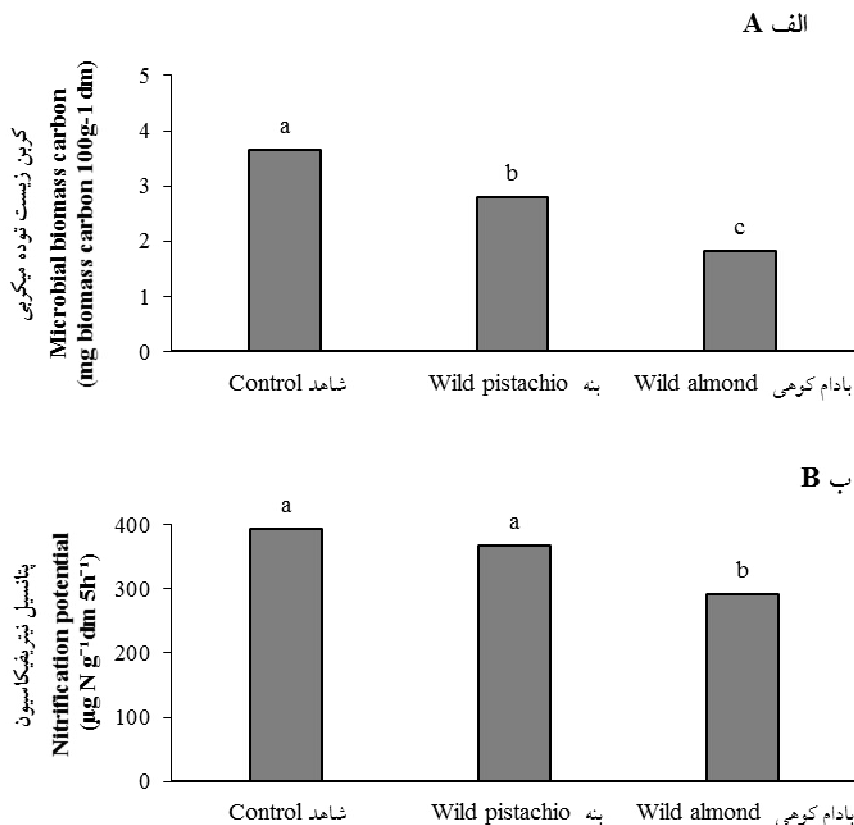 الف A
5
4
3
2
1
0
کربن زیست توده میکربی
Microbial biomass carbon
(mg biomass carbon 100g-1 dm)
a
b
c
Control شاهد
Wild pistachio بنه
Wild almond بادام کوهی
ب B
400
300
200
100
0
پتانسیل نیتریفیکاسیون
Nitrification potential
(µg N g⁻¹dm 5h⁻¹)
a
a
b
Control شاهد
Wild pistachio بنه
Wild almond بادام کوهی